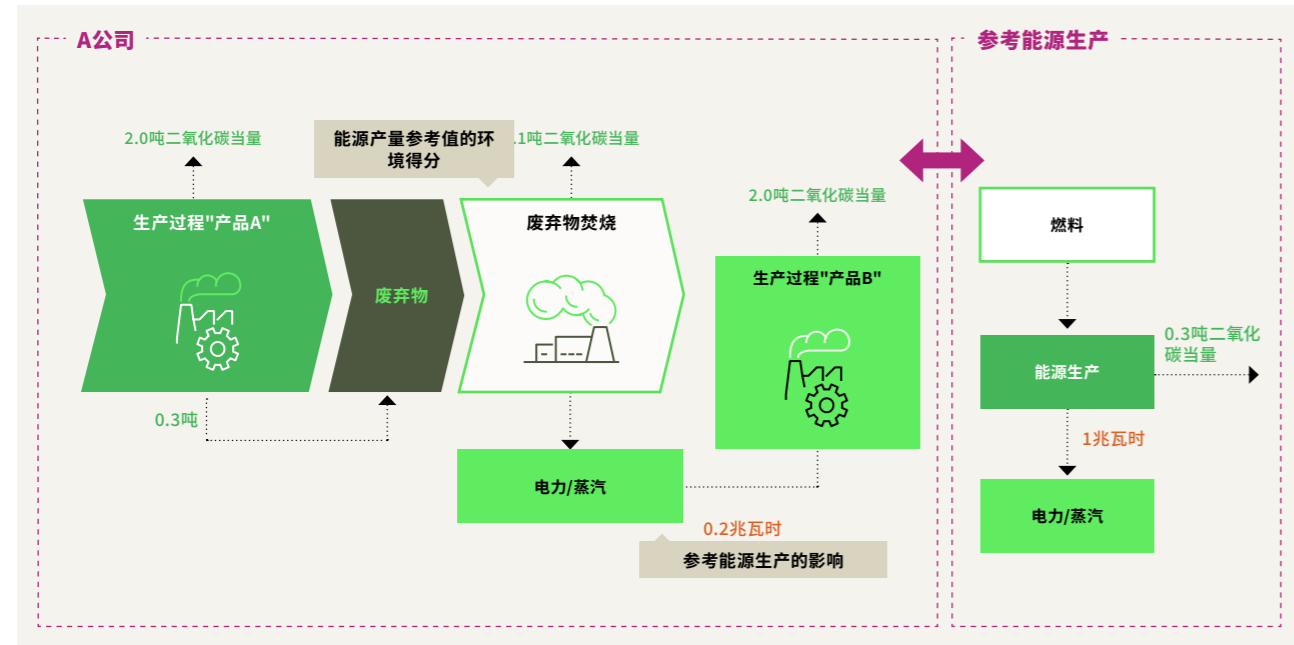 A公司
参考能源生产
2.0吨二氧化碳当量
能源产量参考值的环
境得分
.1吨二氧化碳当量
2.0吨二氧化碳当量
生产过程"产品A"
废弃物
废弃物焚烧
生产过程"产品B"
燃料
0.3吨二氧化
碳当量
能源生产
0.3吨
1兆瓦时
电力/蒸汽
电力/蒸汽
0.2兆瓦时
参考能源生产的影响